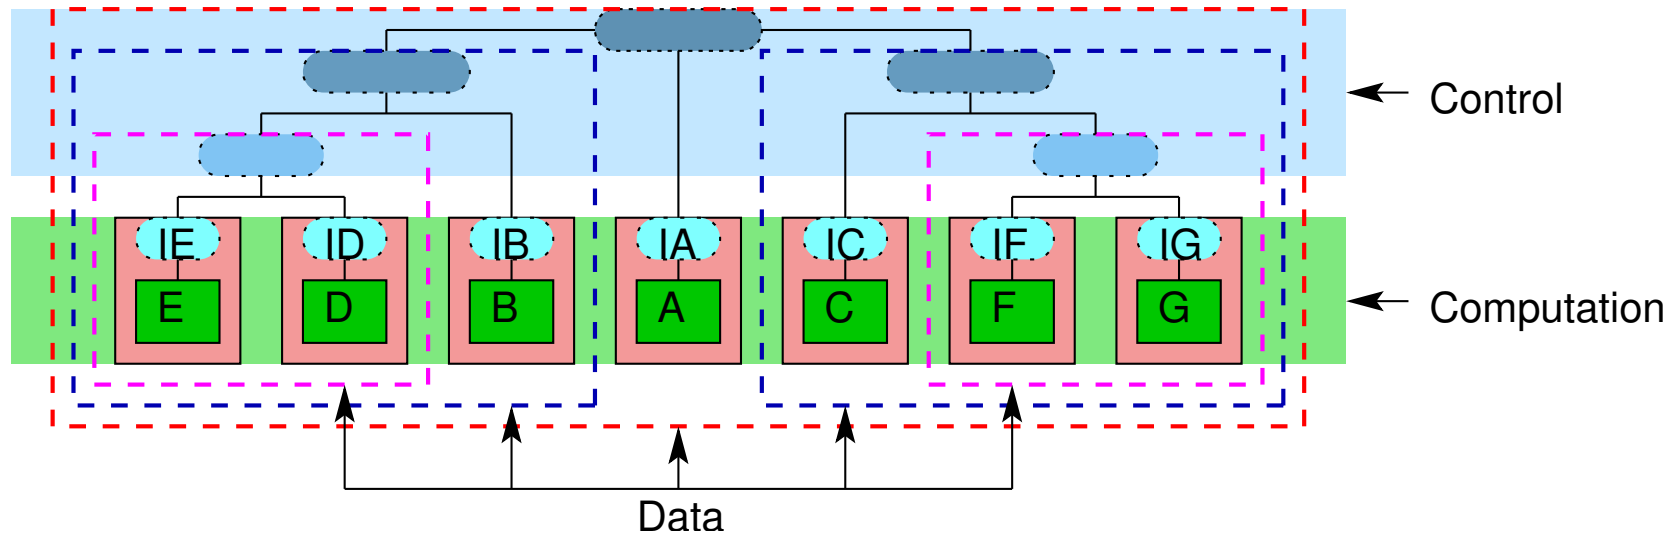 Control
IE ID IB IA IC IF IG
E D B A C F G
Computation
Data